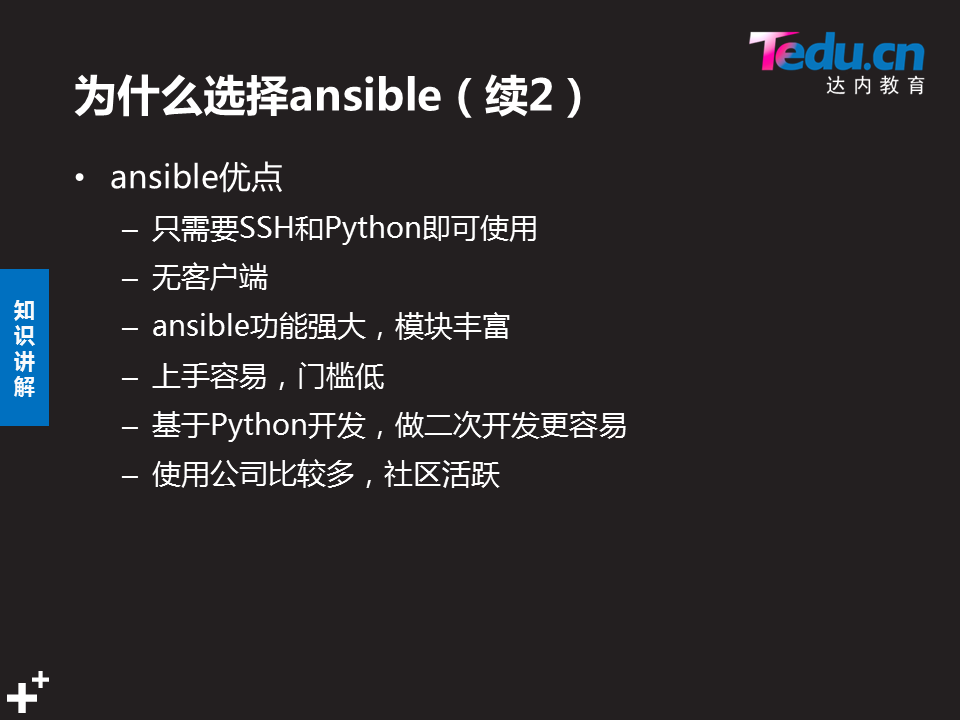 Tedu.cn
达内教育
为什么选择ansible（续2）
• ansible优点
– 只需要SSH和Python即可使用
– 无客户端
– ansible功能强大，模块丰富
– 上手容易，门槛低
– 基于Python开发，做二次开发更容易
– 使用公司比较多，社区活跃
知识讲解